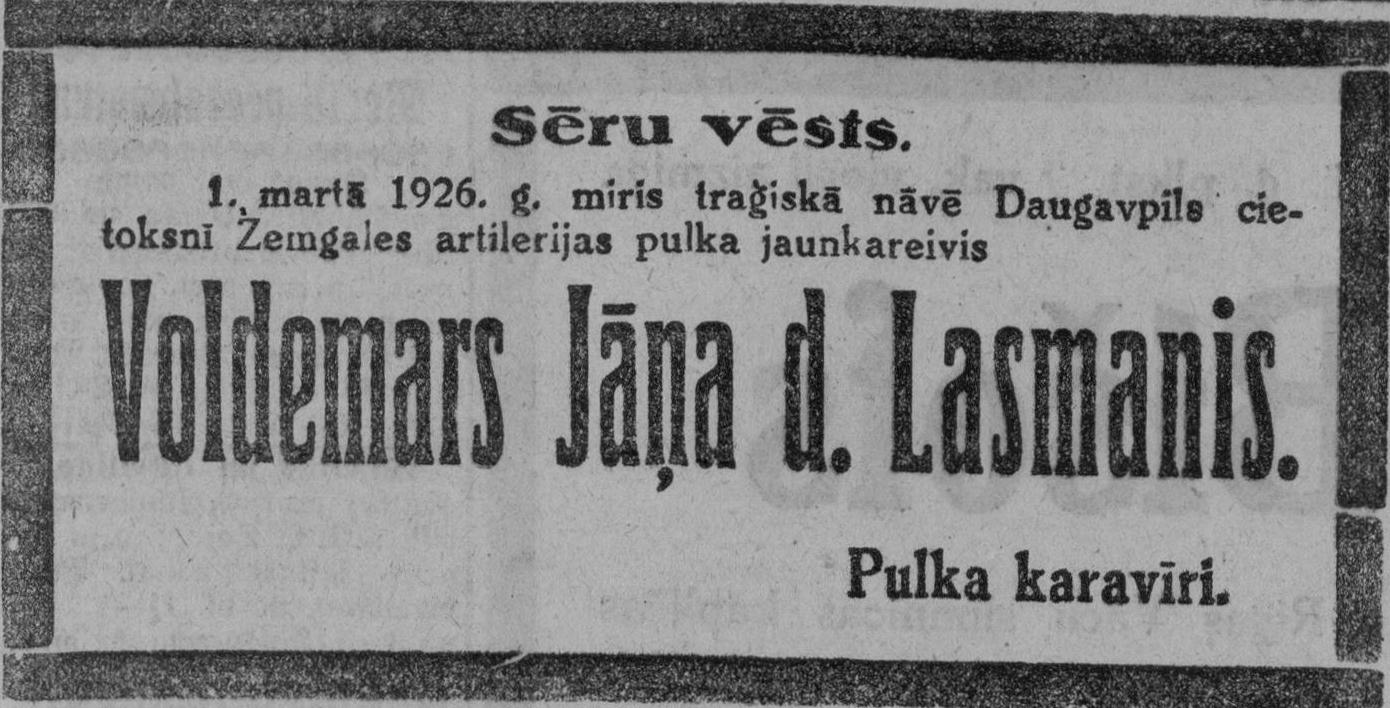 Sēru vēsts.
1. martā 1926. g. miris traģiskā nāvē Daugavpils cie-
toksnī Zemgales artilerijas pulka jaunkareivis
Voldemars Jāņa d. Lasmanis.
Pulka karavīri.